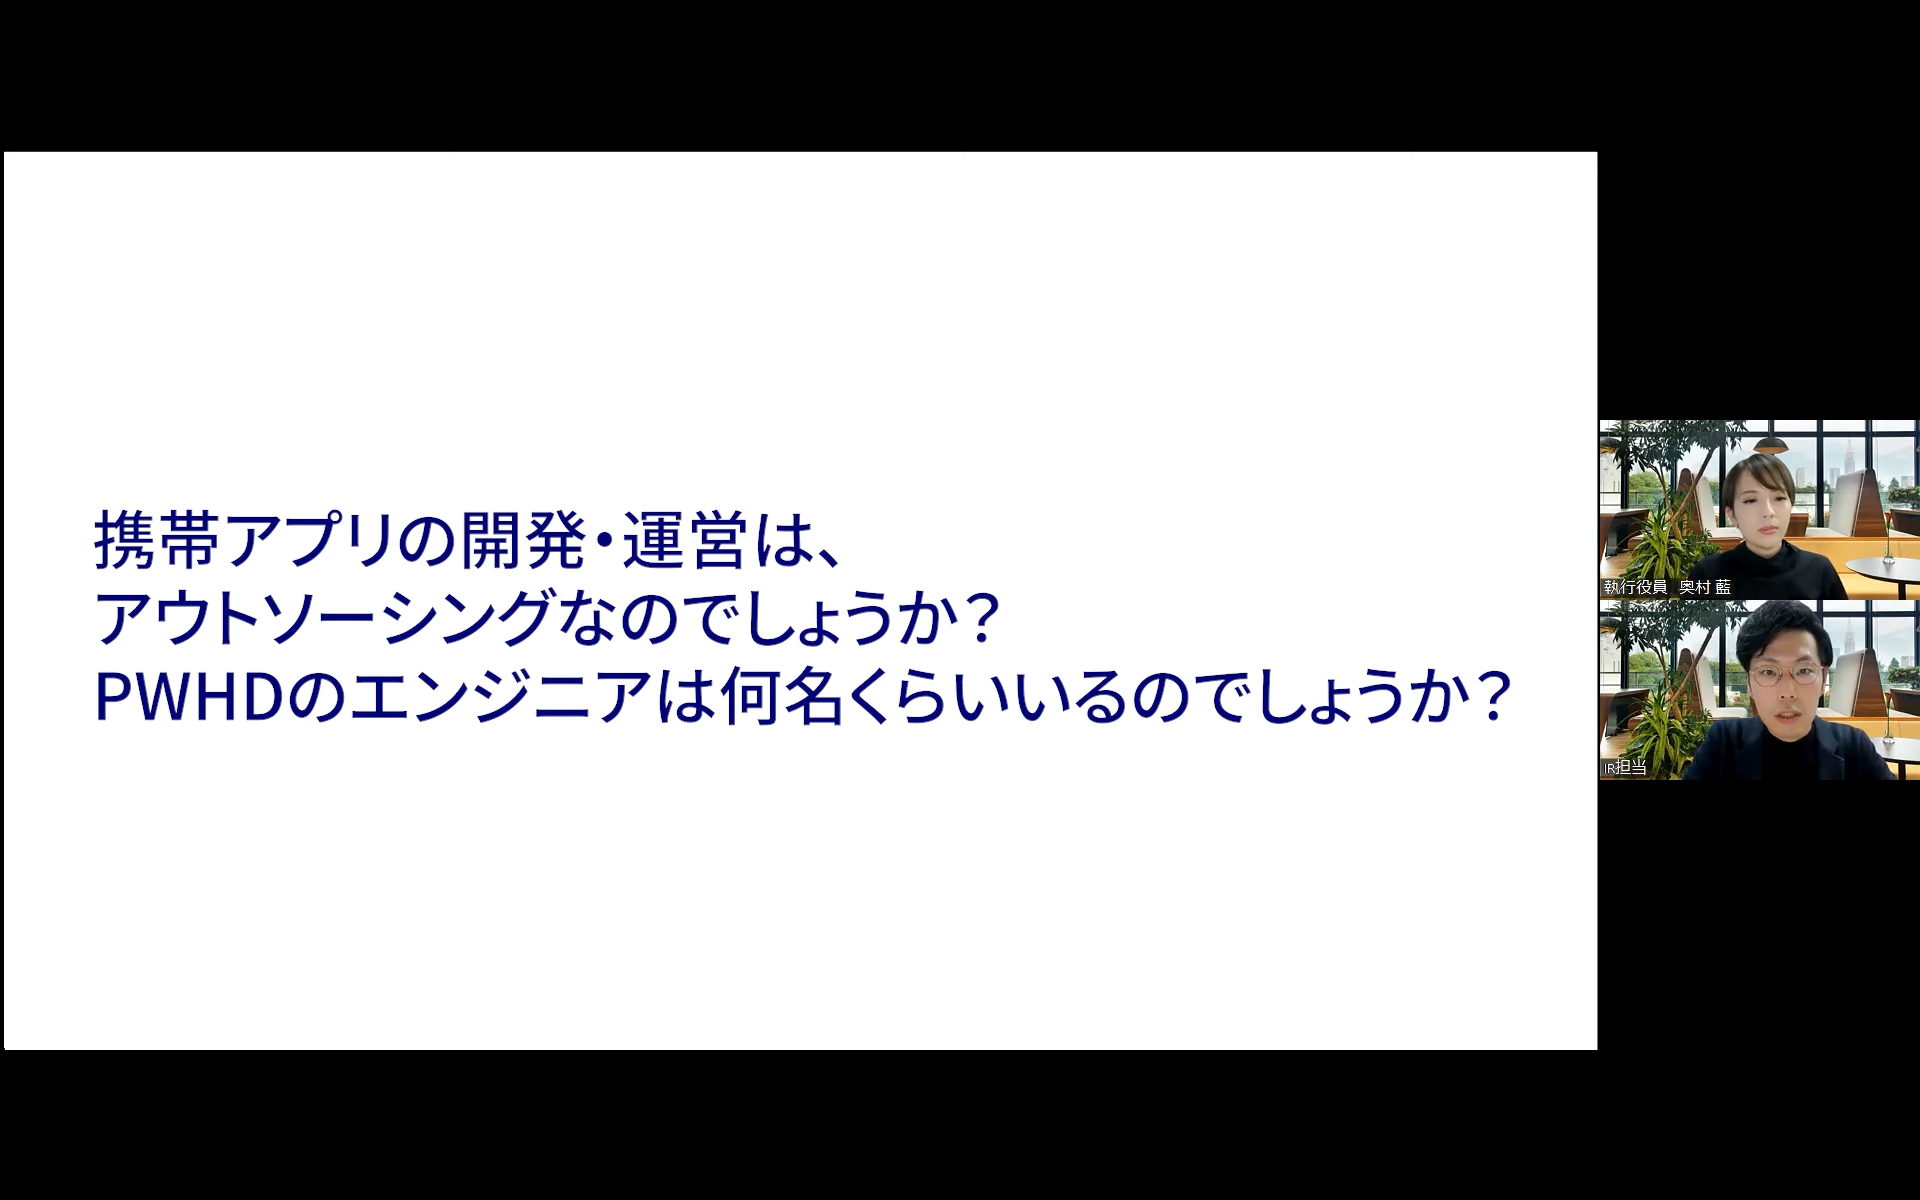 携帯アプリの開発・運営は、
アウトソーシングなのでしょうか？
PWHDのエンジニアは何名くらいいるのでしょうか？
執行役員 奥村 藍
IR担当